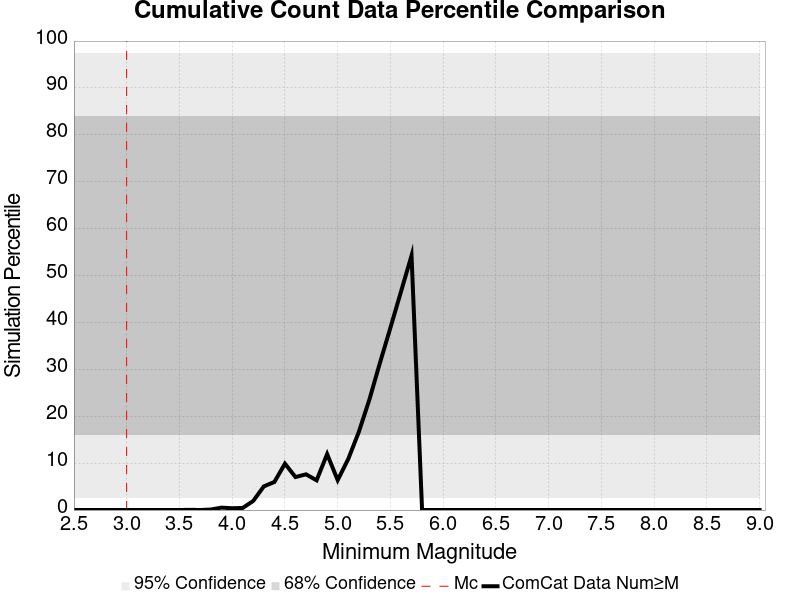 Cumulative Count Data Percentile Comparison
100
90
80
70
60
50
40
30
20
10
0
Simulation Percentile
2.5 3.0 3.5 4.0 4.5 5.0 5.5 6.0 6.5 7.0 7.5 8.0 8.5 9.0
Minimum Magnitude
95% Confidence 68% Confidence Mc ComCat Data Num≥M